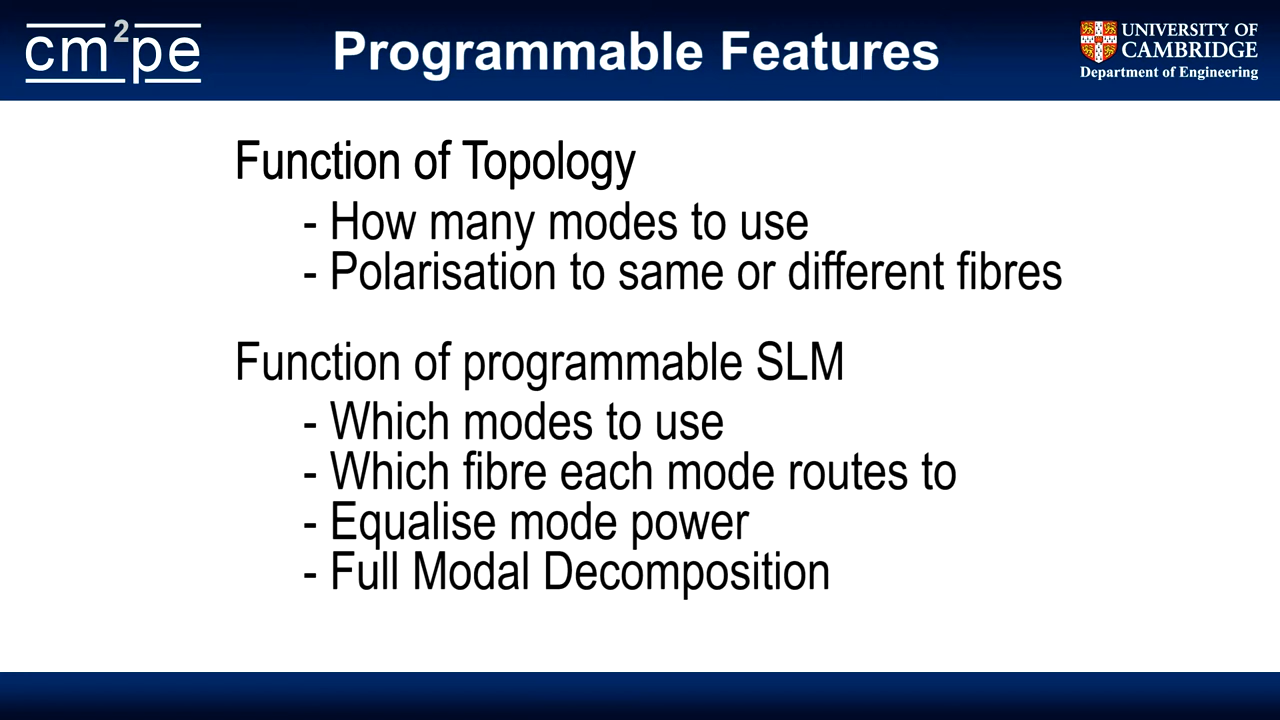 cm²pe
Programmable Features
UNIVERSITY OF
CAMBRIDGE
Department of Engineering
Function of Topology
- How many modes to use
- Polarisation to same or different fibres
Function of programmable SLM
- Which modes to use
- Which fibre each mode routes to
- Equalise mode power
- Full Modal Decomposition